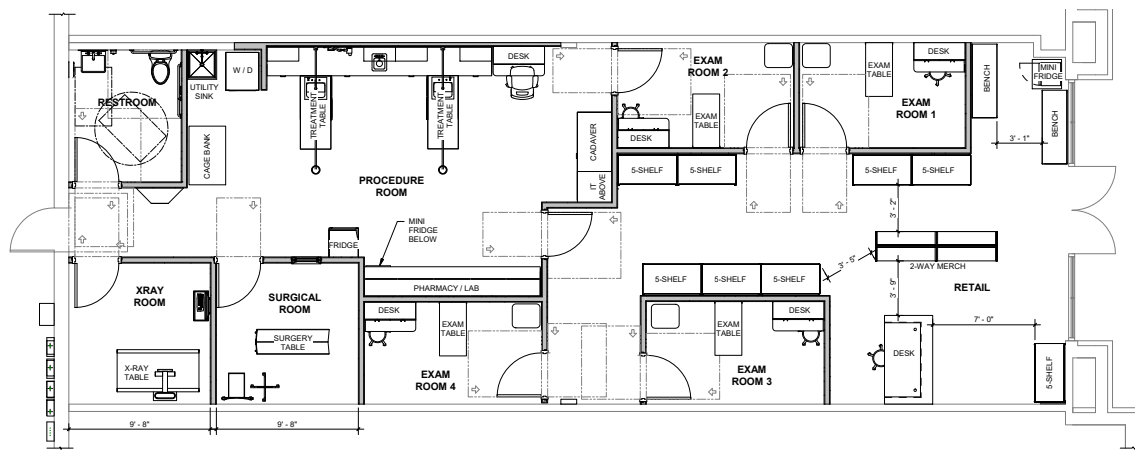 RESTROOM
UTILITY
SINK
W / D
CAGE BANK
TREATMENT
TABLE
TREATMENT
TABLE
DESK
PROCEDURE
ROOM
MINI
FRIDGE
BELOW
FRIDGE
CADAVER
IT
ABOVE
PHARMACY / LAB
EXAM
ROOM 2
DESK
EXAM
TABLE
EXAM
TABLE
DESK
EXAM
ROOM 1
BENCH
MINI
FRIDGE
BENCH
3' - 1"
5-SHELF
5-SHELF
5-SHELF
5-SHELF
3' - 2"
2-WAY MERCH
3' - 5"
3' - 9"
RETAIL
5-SHELF
5-SHELF
5-SHELF
7' - 0"
DESK
5-SHELF
XRAY
ROOM
X-RAY
TABLE
SURGICAL
ROOM
SURGERY
TABLE
DESK
EXAM
TABLE
EXAM
ROOM 4
EXAM
TABLE
DESK
EXAM
ROOM 3
9' - 8"
9' - 8"